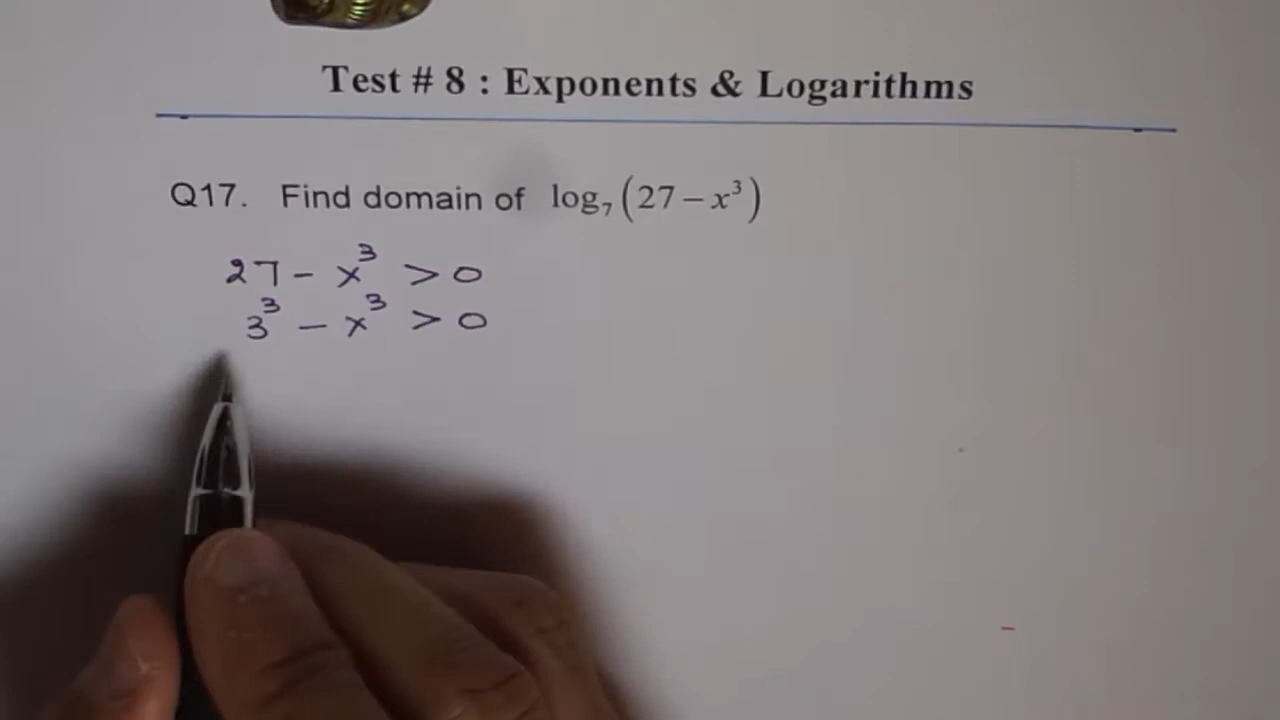 Test # 8 : Exponents & Logarithms
Q17. Find domain of log₇(27 − x³)
27 − x³ > 0
3³ − x³ > 0